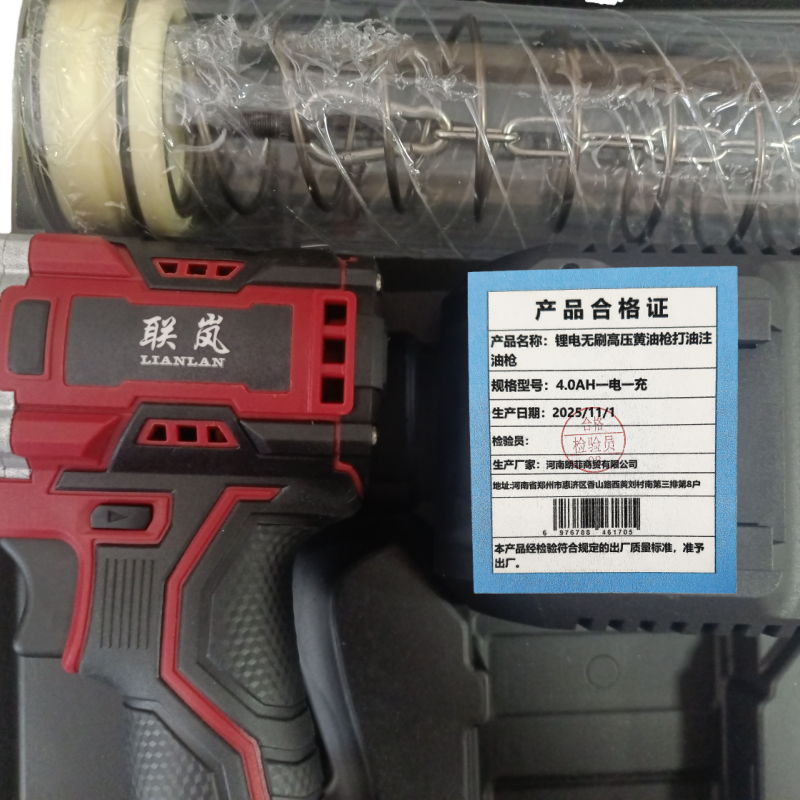 联岚
LIANLAN
产品合格证
产品名称：锂电无刷高压黄油枪打油注
油枪
规格型号：4.0AH一电一充
生产日期：2025/11/1
合格
检验员：
检验员
生产厂家：河南朗菲商贸有限公司
地址:河南省郑州市惠济区香山路西黄刘村南第三排第8户
6 976788 461705
本产品经检验符合规定的出厂质量标准，准予
出厂。